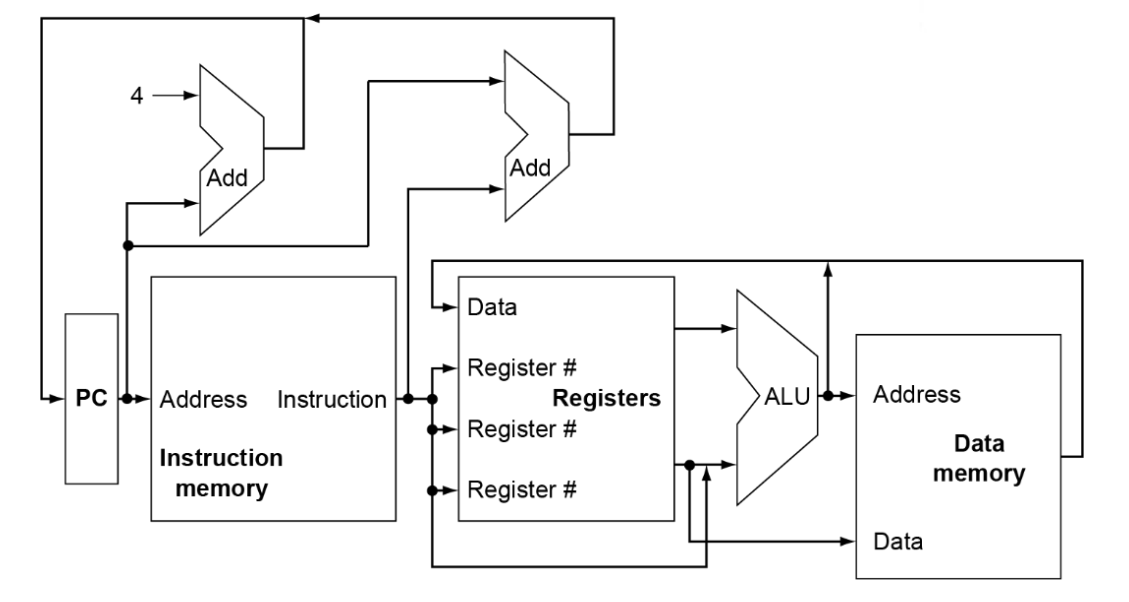 4
Add
Add
PC
Address
Instruction
Instruction
memory
Data
Register #
Registers
Register #
Register #
ALU
Address
Data
memory
Data